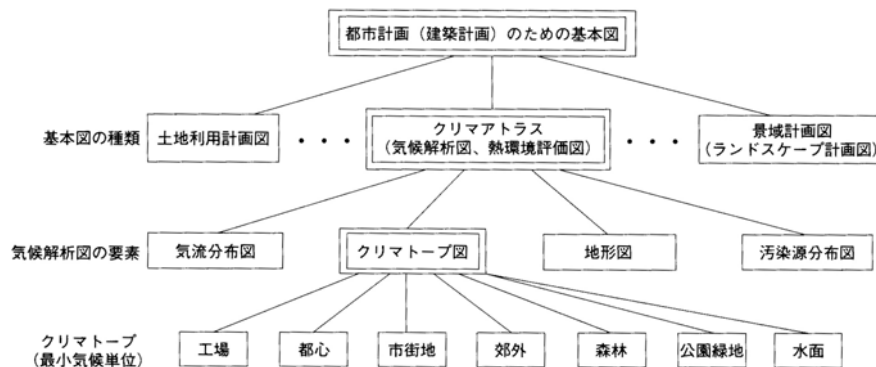 都市計画（建築計画）のための基本図
基本図の種類
土地利用計画図
・・・
クリマアトラス
(気候解析図、熱環境評価図)
・・・
景域計画図
(ランドスケープ計画図)
気候解析図の要素
気流分布図
クリマトープ図
地形図
汚染源分布図
クリマトープ
(最小気候単位)
工場
都心
市街地
郊外
森林
公園緑地
水面